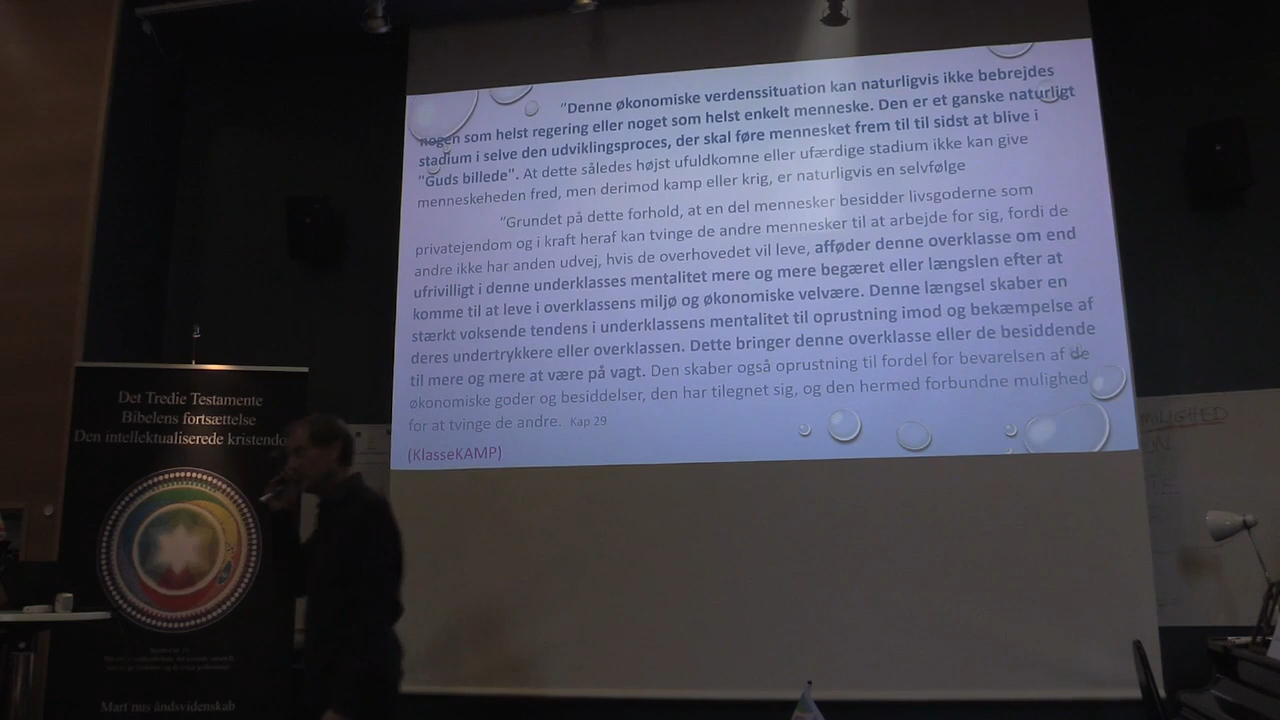 "Denne økonomiske verdenssituation kan naturligvis ikke bebrejdes
nogen som helst regering eller noget som helst enkelt menneske. Den er et ganske naturligt
stadium i selve den udviklingsproces, der skal føre mennesket frem til til sidst at blive i
"Guds billede". At dette således højst ufuldkomne eller ufærdige stadium ikke kan give
menneskeheden fred, men derimod kamp eller krig, er naturligvis en selvfølge
"Grundet på dette forhold, at en del mennesker besidder livsgoderne som
privatejendom og i kraft heraf kan tvinge de andre mennesker til at arbejde for sig, fordi de
andre ikke har anden udvej, hvis de overhovedet vil leve, afføder denne overklasse om end
ufrivilligt i denne underklasses mentalitet mere og mere begæret eller længslen efter at
komme til at leve i overklassens miljø og økonomiske velvære. Denne længsel skaber en
stærkt voksende tendens i underklassens mentalitet til oprustning imod og bekæmpelse af
deres undertrykkere eller overklassen. Dette bringer denne overklasse eller de besiddende
til mere og mere at være på vagt. Den skaber også oprustning til fordel for bevarelsen af de
økonomiske goder og besiddelser, den har tilegnet sig, og den hermed forbundne mulighed
for at tvinge de andre. Kap 29
(KlasseKAMP)
Det Tredie Testamente
Bibelens fortsættelse
Den intellektualiserede kristendo
Mart nus åndsvidenskab
MILIGHED